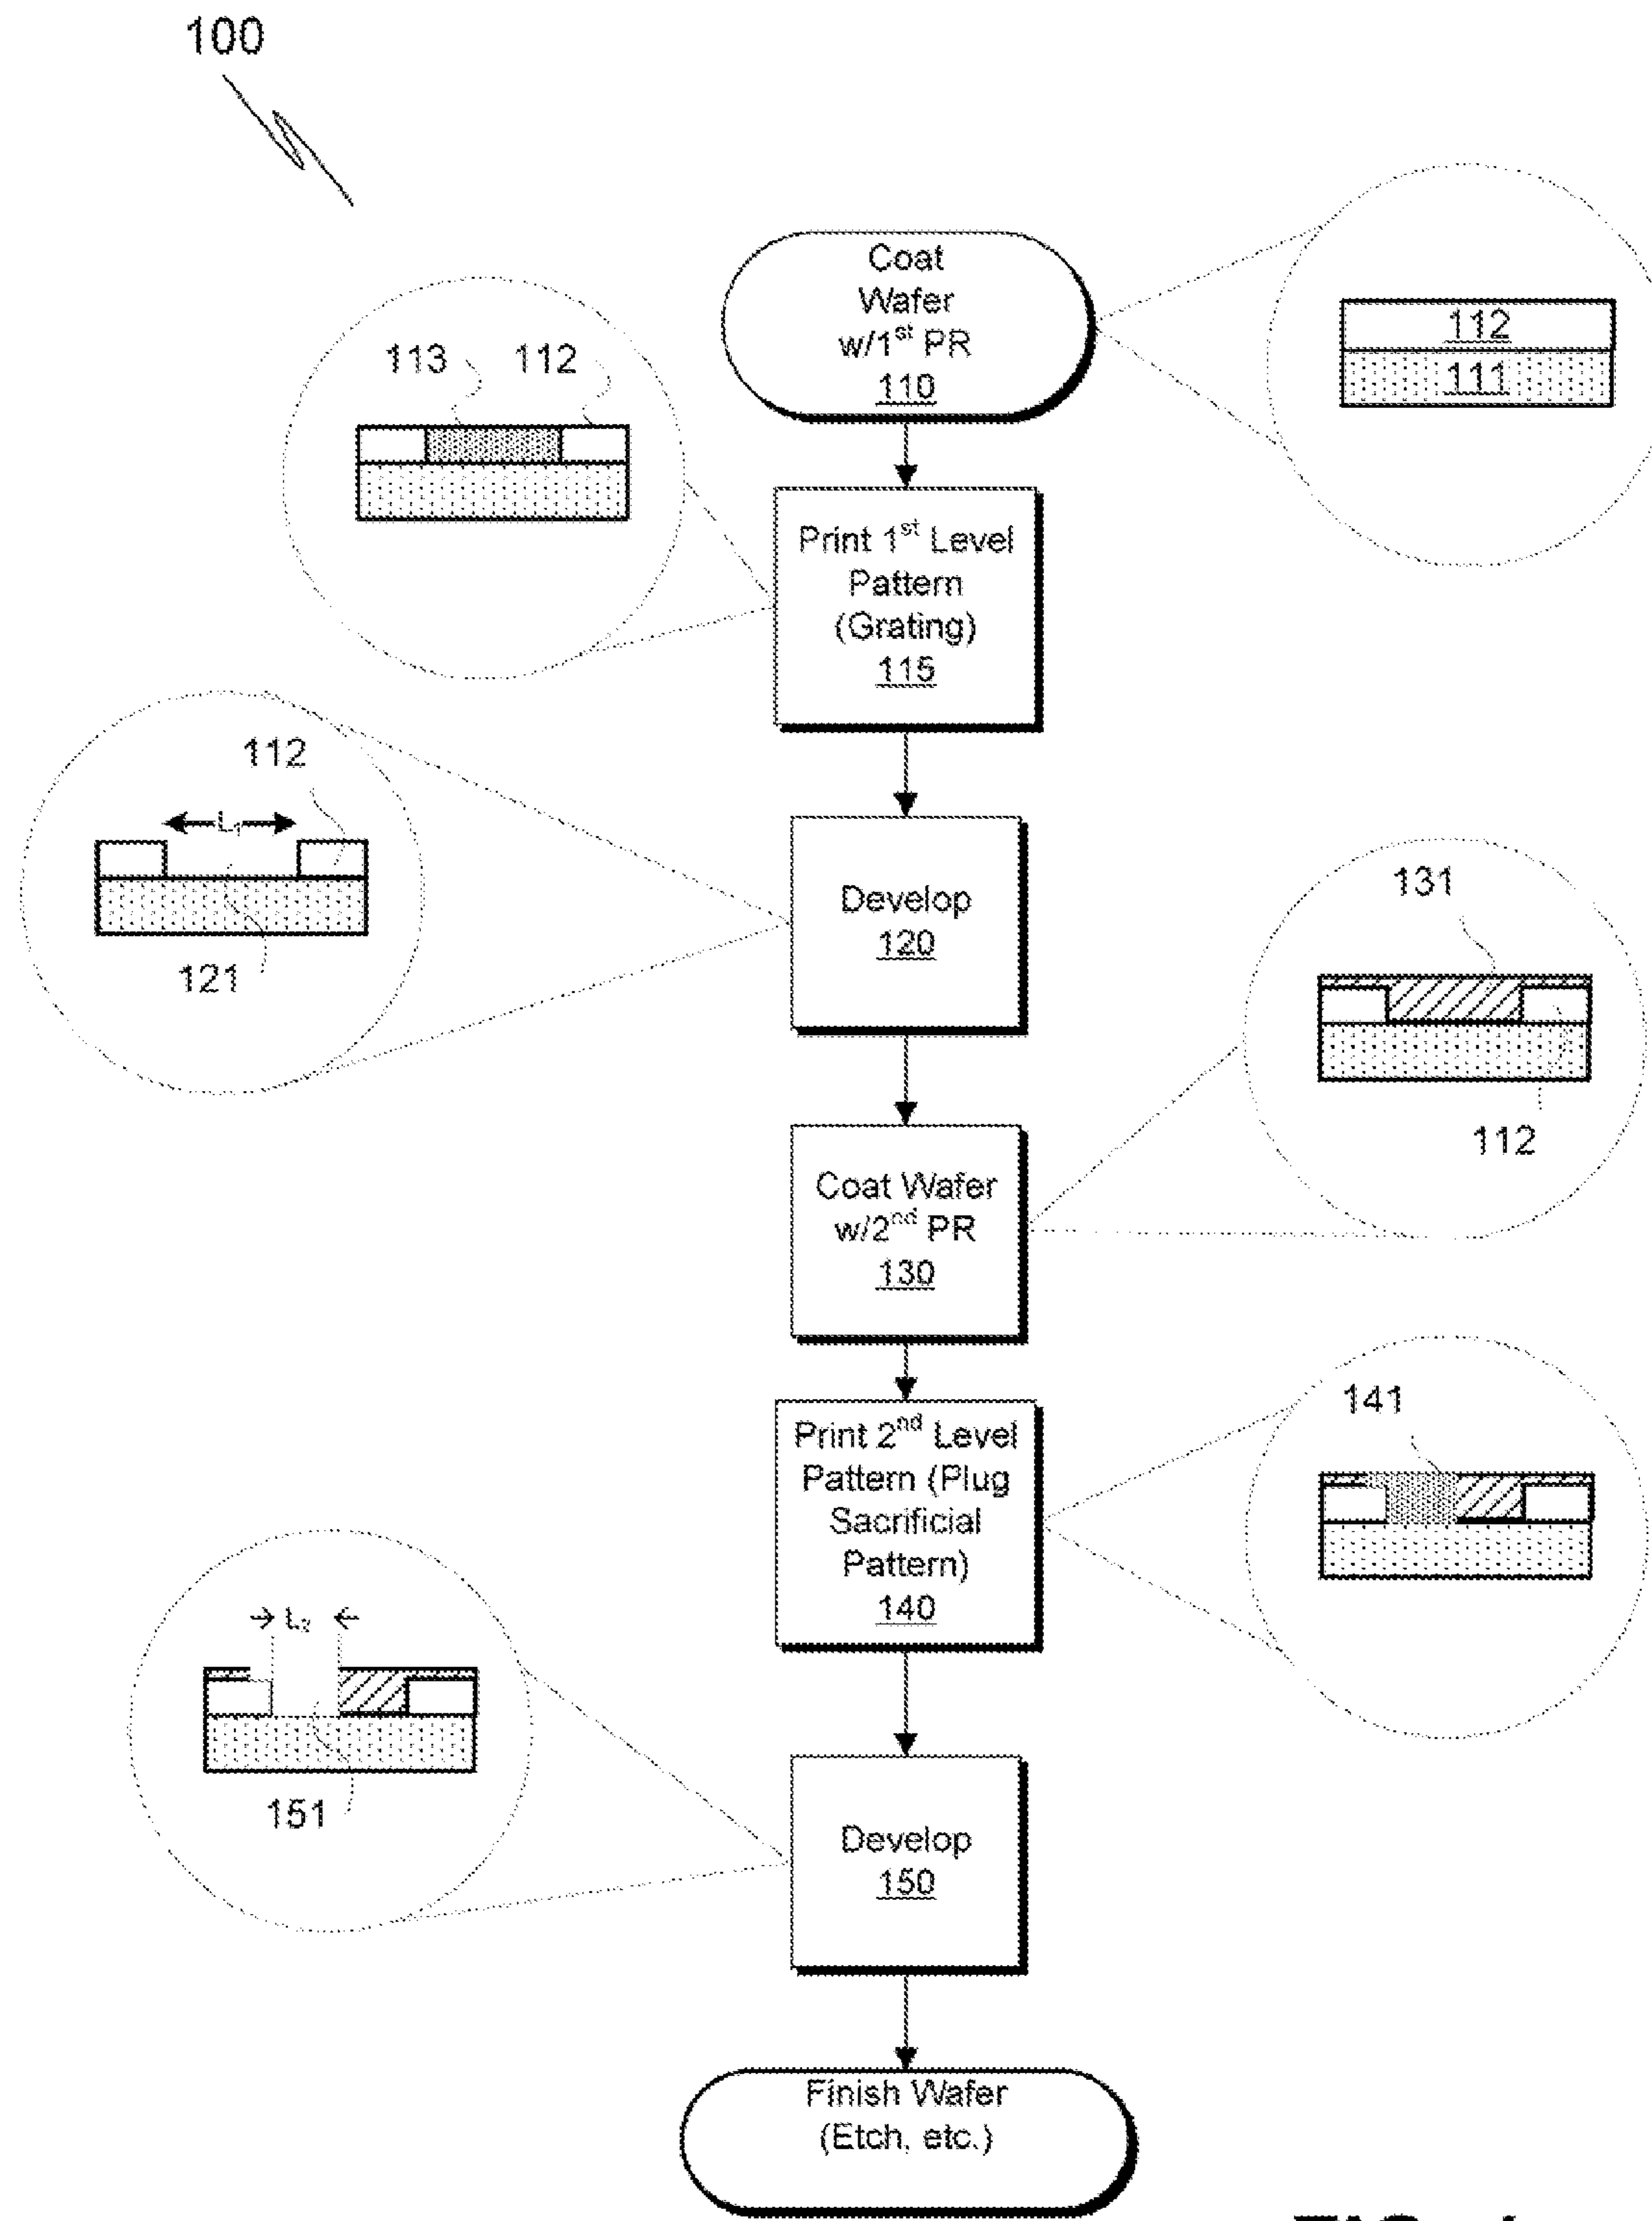 100
Coat
Wafer
w/1st PR
110
112
111
113
112
Print 1st Level
Pattern
(Grating)
115
112
L1
121
Develop
120
131
112
Coat Wafer
w/2nd PR
130
Print 2nd Level
Pattern (Plug
Sacrificial
Pattern)
140
141
L2
151
Develop
150
Finish Wafer
(Etch, etc.)